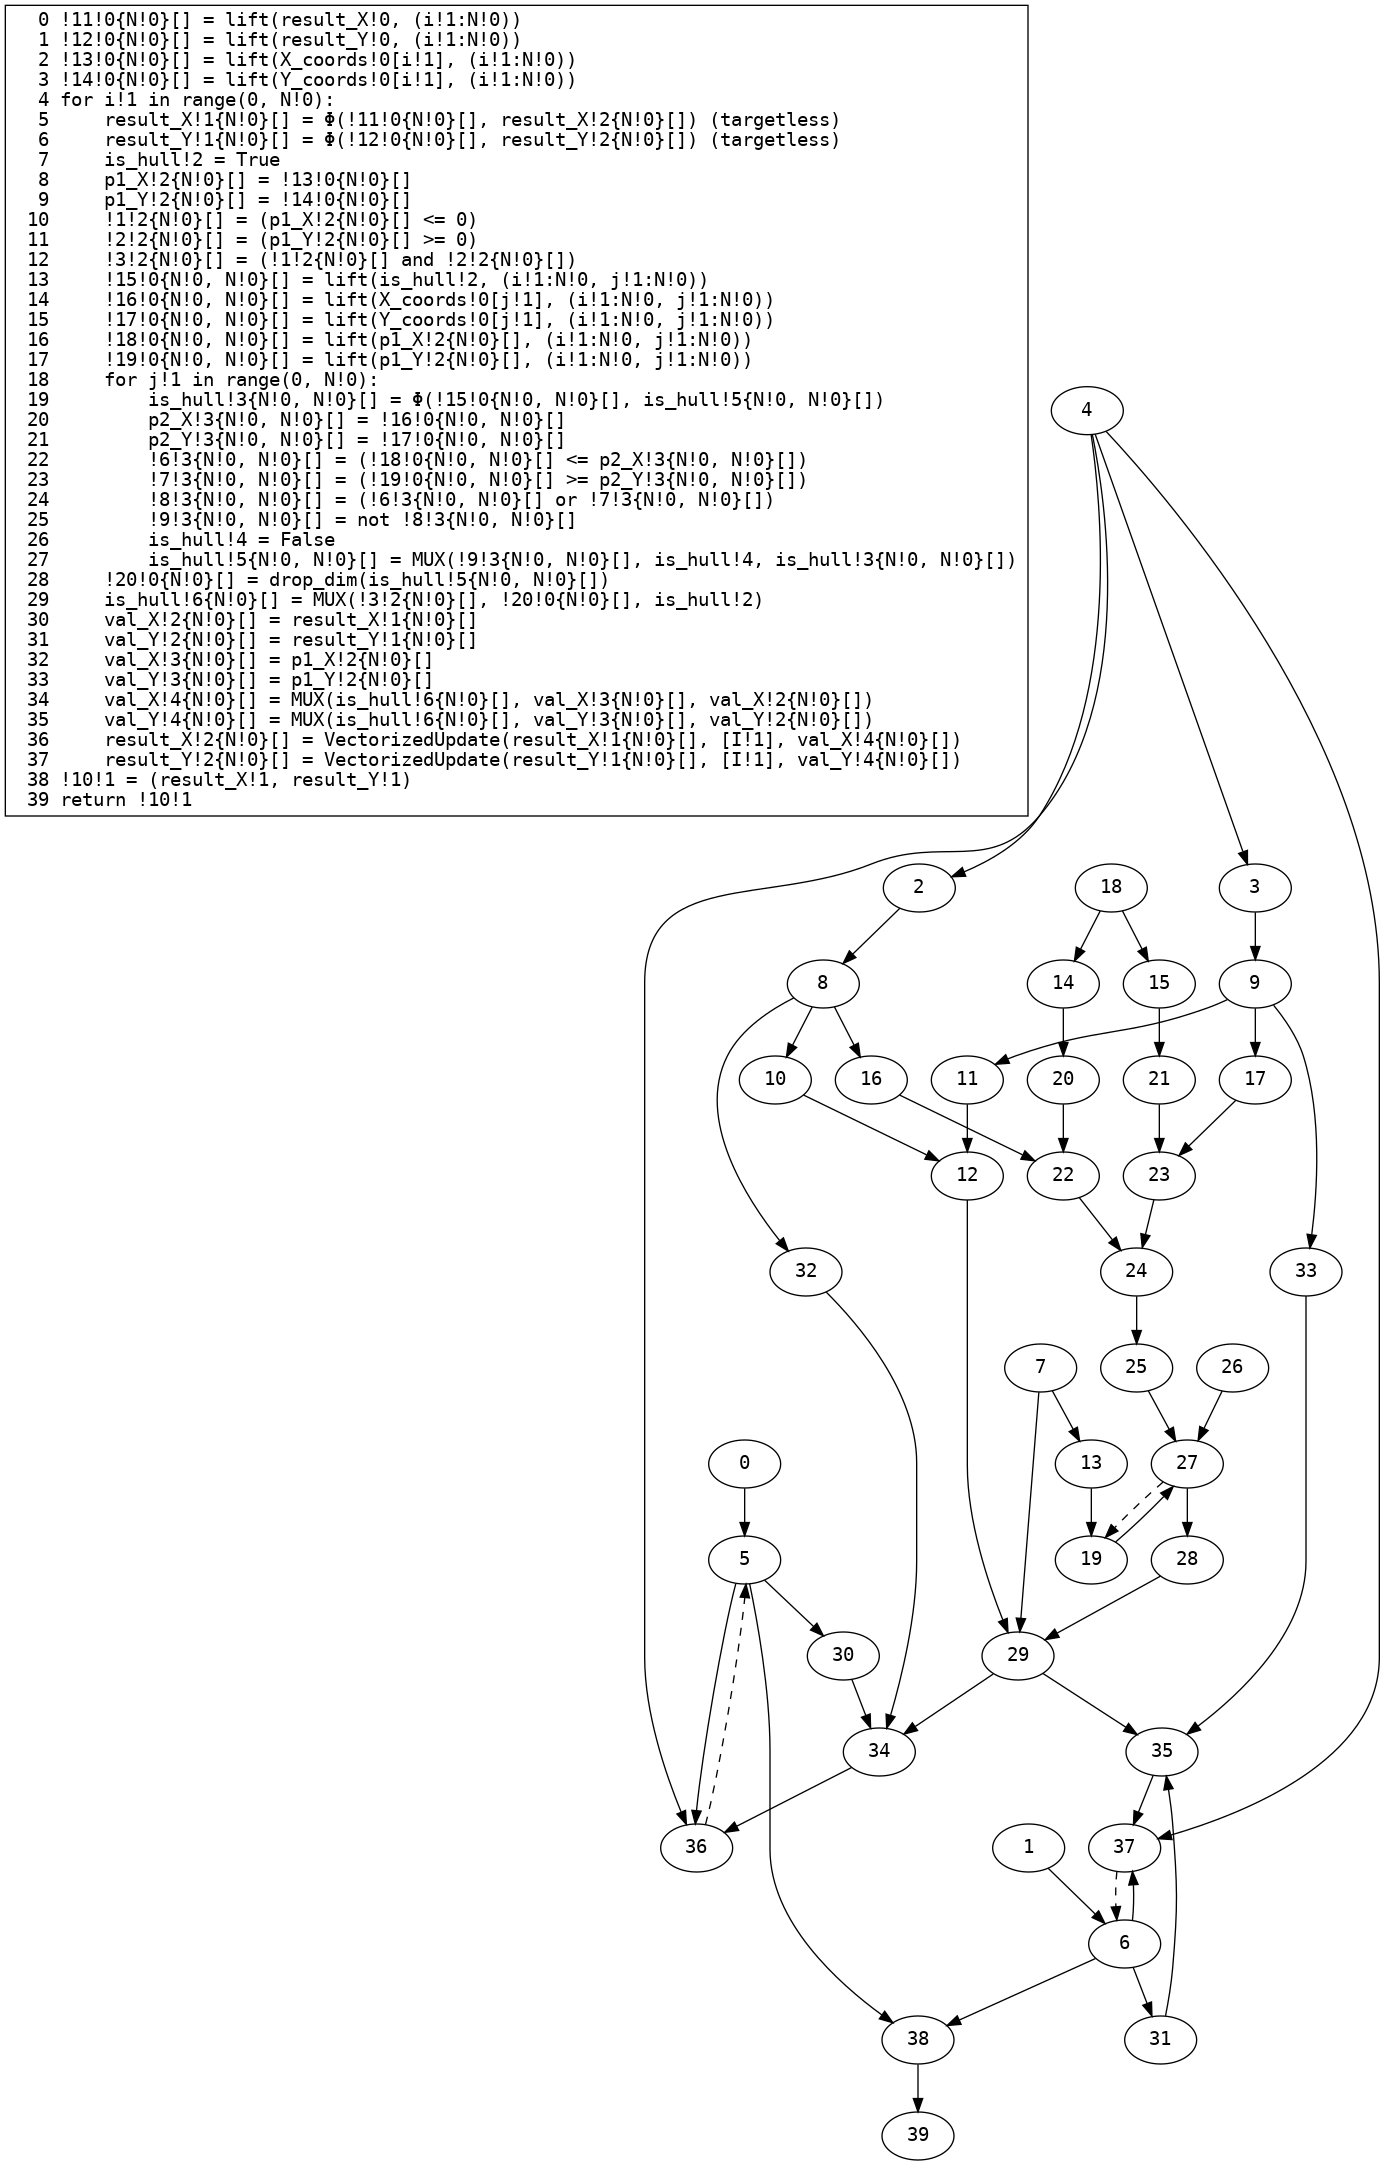 0 !11!0{N!0}[] = lift(result_X!0, (i!1:N!0))
1 !12!0{N!0}[] = lift(result_Y!0, (i!1:N!0))
2 !13!0{N!0}[] = lift(X_coords!0[i!1], (i!1:N!0))
3 !14!0{N!0}[] = lift(Y_coords!0[i!1], (i!1:N!0))
4 for i!1 in range(0, N!0):
5     result_X!1{N!0}[] = Φ(!11!0{N!0}[], result_X!2{N!0}[]) (targetless)
6     result_Y!1{N!0}[] = Φ(!12!0{N!0}[], result_Y!2{N!0}[]) (targetless)
7     is_hull!2 = True
8     p1_X!2{N!0}[] = !13!0{N!0}[]
9     p1_Y!2{N!0}[] = !14!0{N!0}[]
10     !1!2{N!0}[] = (p1_X!2{N!0}[] <= 0)
11     !2!2{N!0}[] = (p1_Y!2{N!0}[] >= 0)
12     !3!2{N!0}[] = (!1!2{N!0}[] and !2!2{N!0}[])
13     !15!0{N!0, N!0}[] = lift(is_hull!2, (i!1:N!0, j!1:N!0))
14     !16!0{N!0, N!0}[] = lift(X_coords!0[j!1], (i!1:N!0, j!1:N!0))
15     !17!0{N!0, N!0}[] = lift(Y_coords!0[j!1], (i!1:N!0, j!1:N!0))
16     !18!0{N!0, N!0}[] = lift(p1_X!2{N!0}[], (i!1:N!0, j!1:N!0))
17     !19!0{N!0, N!0}[] = lift(p1_Y!2{N!0}[], (i!1:N!0, j!1:N!0))
18     for j!1 in range(0, N!0):
19         is_hull!3{N!0, N!0}[] = Φ(!15!0{N!0, N!0}[], is_hull!5{N!0, N!0}[])
20         p2_X!3{N!0, N!0}[] = !16!0{N!0, N!0}[]
21         p2_Y!3{N!0, N!0}[] = !17!0{N!0, N!0}[]
22         !6!3{N!0, N!0}[] = (!18!0{N!0, N!0}[] <= p2_X!3{N!0, N!0}[])
23         !7!3{N!0, N!0}[] = (!19!0{N!0, N!0}[] >= p2_Y!3{N!0, N!0}[])
24         !8!3{N!0, N!0}[] = (!6!3{N!0, N!0}[] or !7!3{N!0, N!0}[])
25         !9!3{N!0, N!0}[] = not !8!3{N!0, N!0}[]
26         is_hull!4 = False
27         is_hull!5{N!0, N!0}[] = MUX(!9!3{N!0, N!0}[], is_hull!4, is_hull!3{N!0, N!0}[])
28     !20!0{N!0}[] = drop_dim(is_hull!5{N!0, N!0}[])
29     is_hull!6{N!0}[] = MUX(!3!2{N!0}[], !20!0{N!0}[], is_hull!2)
30     val_X!2{N!0}[] = result_X!1{N!0}[]
31     val_Y!2{N!0}[] = result_Y!1{N!0}[]
32     val_X!3{N!0}[] = p1_X!2{N!0}[]
33     val_Y!3{N!0}[] = p1_Y!2{N!0}[]
34     val_X!4{N!0}[] = MUX(is_hull!6{N!0}[], val_X!3{N!0}[], val_X!2{N!0}[])
35     val_Y!4{N!0}[] = MUX(is_hull!6{N!0}[], val_Y!3{N!0}[], val_Y!2{N!0}[])
36     result_X!2{N!0}[] = VectorizedUpdate(result_X!1{N!0}[], [I!1], val_X!4{N!0}[])
37     result_Y!2{N!0}[] = VectorizedUpdate(result_Y!1{N!0}[], [I!1], val_Y!4{N!0}[])
38 !10!1 = (result_X!1, result_Y!1)
39 return !10!1
4
2
18
3
8
14
15
9
10
16
11
20
21
17
12
22
23
32
24
33
7
25
26
0
13
27
5
19
28
30
29
34
35
36
1
37
6
38
31
39